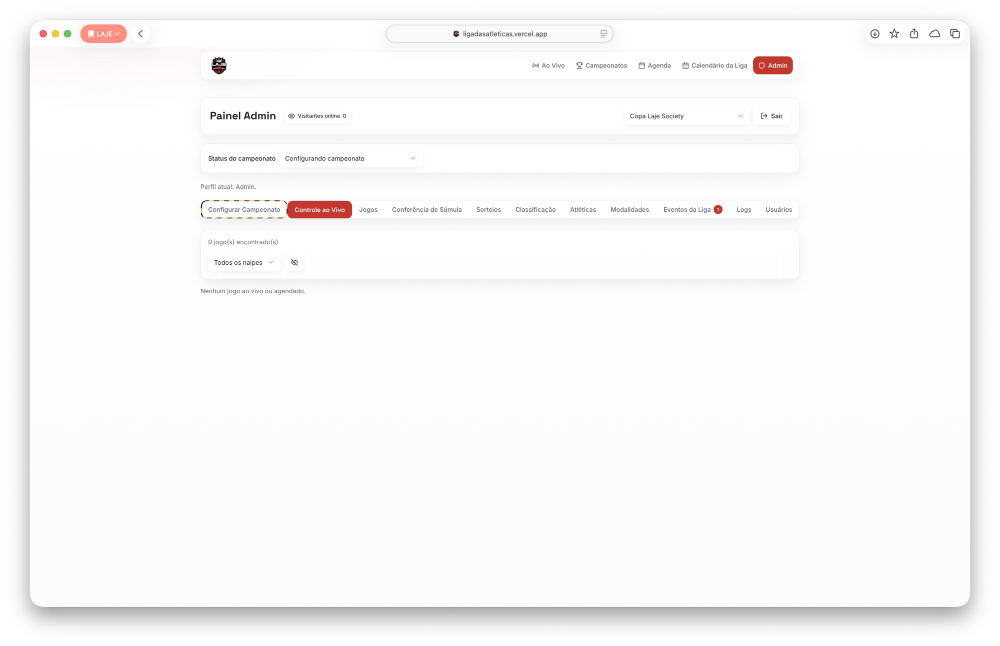 LAJE
ligadasatleticas.vercel.app
LAJE
Ao Vivo
Campeonatos
Agenda
Calendário da Liga
Admin
Painel Admin
Visitantes online 0
Copa Laje Society
Sair
Status do campeonato
Configurando campeonato
Perfil atual: Admin.
Configurar Campeonato
Controle ao Vivo
Jogos
Conferência de Súmula
Sorteios
Classificação
Atléticas
Modalidades
Eventos da Liga 1
Logs
Usuários
0 jogo(s) encontrado(s)
Todos os naipes
Nenhum jogo ao vivo ou agendado.